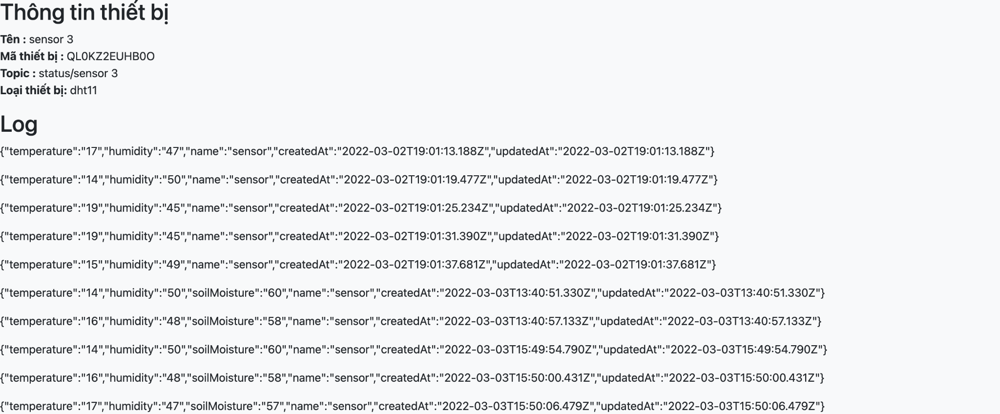 Thông tin thiết bị
Tên : sensor 3
Mã thiết bị : QL0KZ2EUHB0O
Topic : status/sensor 3
Loại thiết bị: dht11
Log
{"temperature":"17","humidity":"47","name":"sensor","createdAt":"2022-03-02T19:01:13.188Z","updatedAt":"2022-03-02T19:01:13.188Z"}
{"temperature":"14","humidity":"50","name":"sensor","createdAt":"2022-03-02T19:01:19.477Z","updatedAt":"2022-03-02T19:01:19.477Z"}
{"temperature":"19","humidity":"45","name":"sensor","createdAt":"2022-03-02T19:01:25.234Z","updatedAt":"2022-03-02T19:01:25.234Z"}
{"temperature":"19","humidity":"45","name":"sensor","createdAt":"2022-03-02T19:01:31.390Z","updatedAt":"2022-03-02T19:01:31.390Z"}
{"temperature":"15","humidity":"49","name":"sensor","createdAt":"2022-03-02T19:01:37.681Z","updatedAt":"2022-03-02T19:01:37.681Z"}
{"temperature":"14","humidity":"50","soilMoisture":"60","name":"sensor","createdAt":"2022-03-03T13:40:51.330Z","updatedAt":"2022-03-03T13:40:51.330Z"}
{"temperature":"16","humidity":"48","soilMoisture":"58","name":"sensor","createdAt":"2022-03-03T13:40:57.133Z","updatedAt":"2022-03-03T13:40:57.133Z"}
{"temperature":"14","humidity":"50","soilMoisture":"60","name":"sensor","createdAt":"2022-03-03T15:49:54.790Z","updatedAt":"2022-03-03T15:49:54.790Z"}
{"temperature":"16","humidity":"48","soilMoisture":"58","name":"sensor","createdAt":"2022-03-03T15:50:00.431Z","updatedAt":"2022-03-03T15:50:00.431Z"}
{"temperature":"17","humidity":"47","soilMoisture":"57","name":"sensor","createdAt":"2022-03-03T15:50:06.479Z","updatedAt":"2022-03-03T15:50:06.479Z"}